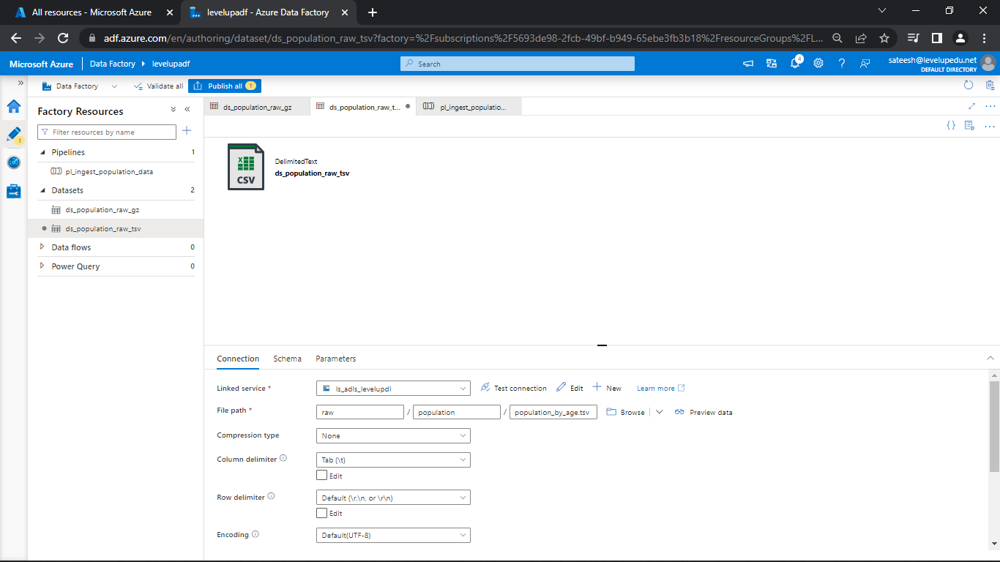 All resources - Microsoft Azure
levelupadf - Azure Data Factory
adf.azure.com/en/authoring/dataset/ds_population_raw_tsv?factory=%2Fsubscriptions%2F5693de98-2fcb-49bf-b949-65ebe3fb3b18%2FresourceGroups%2FL...
Microsoft Azure
Data Factory
levelupadf
Search
4
sateesh@levelupedu.net
DEFAULT DIRECTORY
Data Factory
Validate all
Publish all 1
Factory Resources
ds_population_raw_gz
ds_population_raw_t...
pl_ingest_populatio...
Filter resources by name
1
Pipelines 1
pl_ingest_population_data
Datasets 2
ds_population_raw_gz
ds_population_raw_tsv
Data flows 0
Power Query 0
X
CSV
DelimitedText
ds_population_raw_tsv
Connection Schema Parameters
Linked service * ls_adls_levelupdl Test connection Edit New Learn more
File path * raw / population / population_by_age.tsv Browse Preview data
Compression type None
Column delimiter Tab (\t)
Edit
Row delimiter Default (\r,\n, or \r\n)
Edit
Encoding Default(UTF-8)